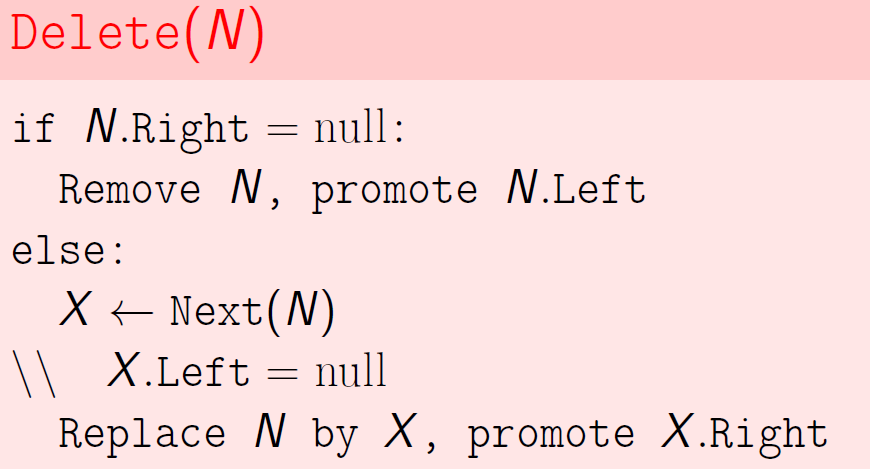 Delete(N)
if N.Right = null:
Remove N, promote N.Left
else:
X ← Next(N)
\\ X.Left = null
Replace N by X, promote X.Right